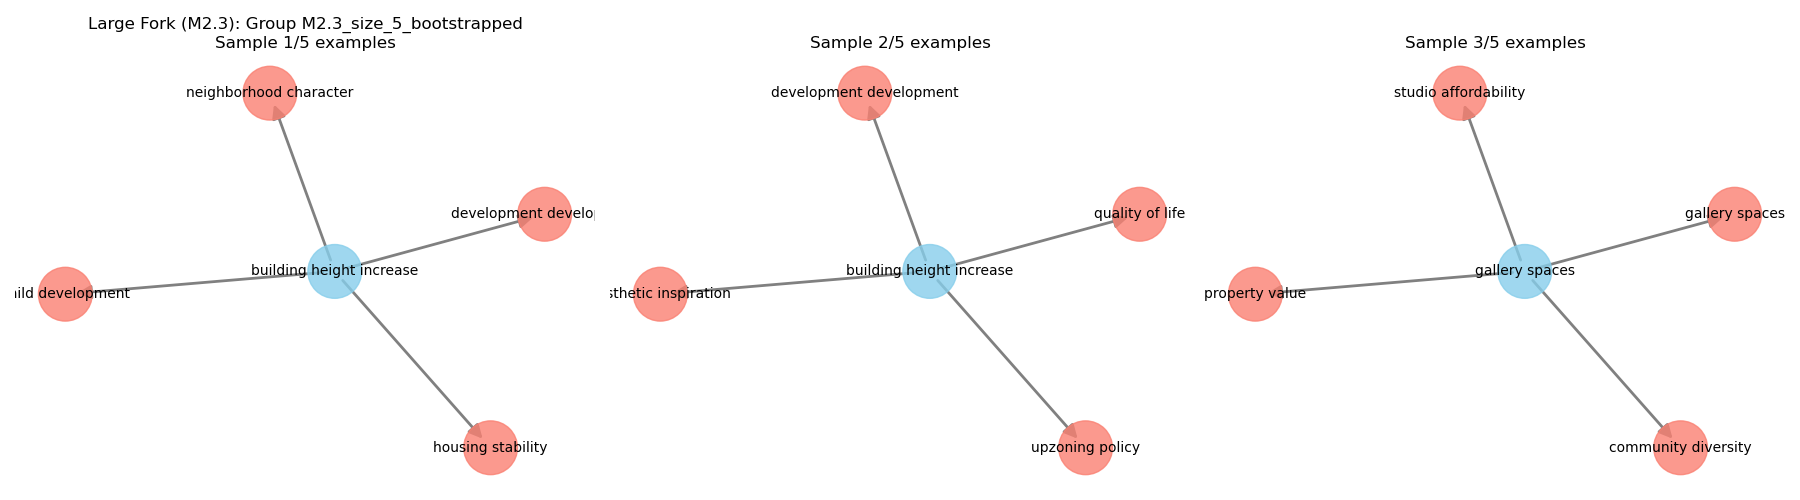 Large Fork (M2.3): Group M2.3_size_5_bootstrapped
Sample 1/5 examples
neighborhood character
development develop
building height increase
ild development
housing stability
Sample 2/5 examples
development development
quality of life
building height increase
sthetic inspiration
upzoning policy
Sample 3/5 examples
studio affordability
gallery spaces
gallery spaces
property value
community diversity